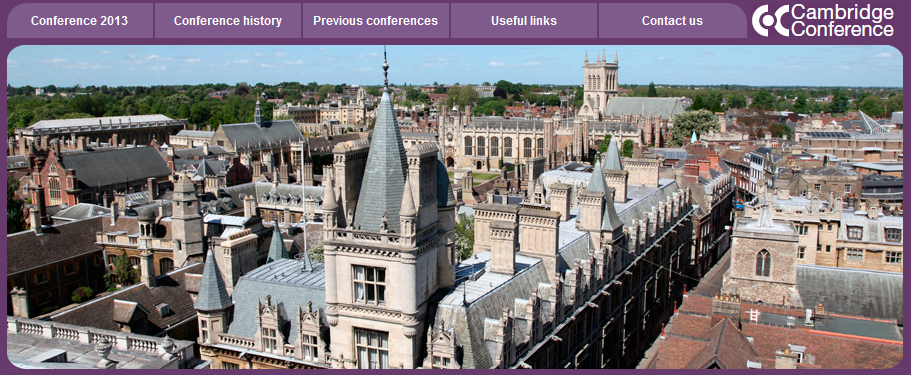 Conference 2013
Conference history
Previous conferences
Useful links
Contact us
Cambridge
Conference